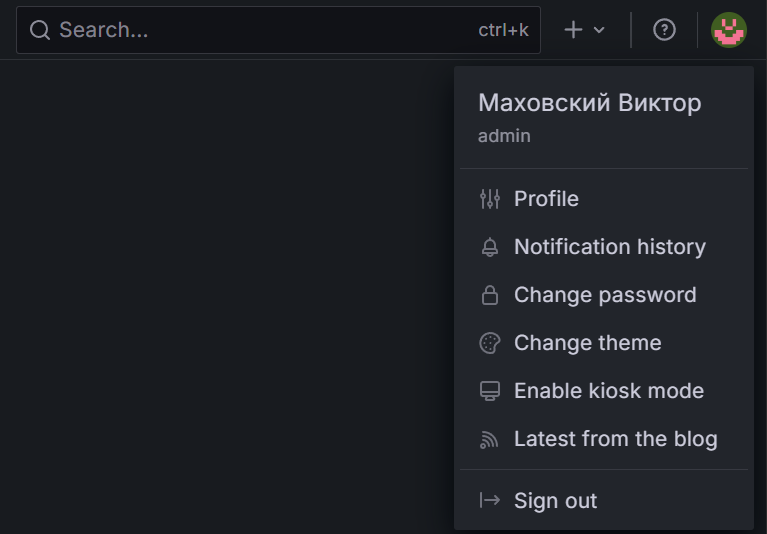 Search...
ctrl+k
Маховский Виктор
admin
Profile
Notification history
Change password
Change theme
Enable kiosk mode
Latest from the blog
Sign out